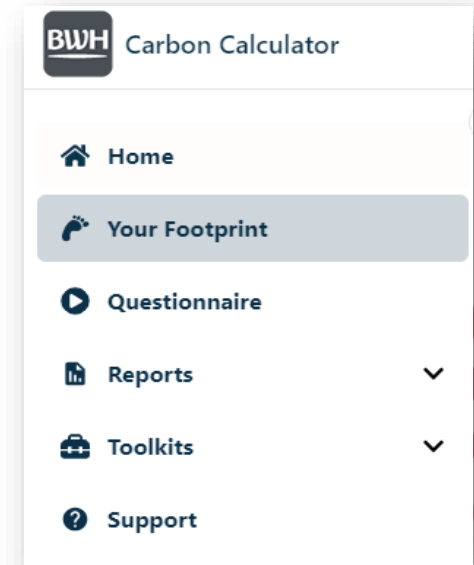 BWH Carbon Calculator
Home
Your Footprint
Questionnaire
Reports
Toolkits
Support